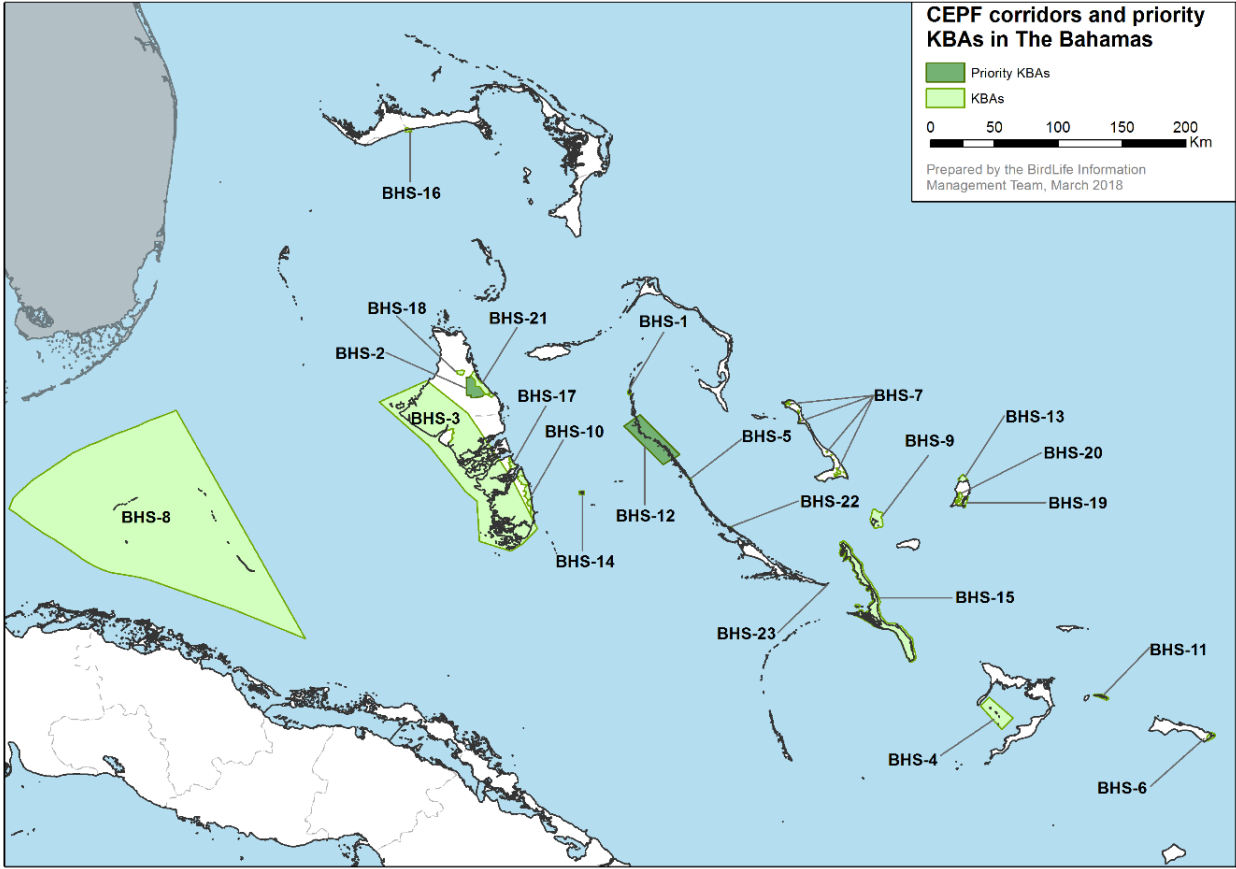 CEPF corridors and priority
KBAs in The Bahamas
Priority KBAs
KBAs
0 50 100 150 200
Km
Prepared by the BirdLife Information
Management Team, March 2018
BHS-16
BHS-18
BHS-21
BHS-1
BHS-2
BHS-17
BHS-7
BHS-3
BHS-10
BHS-13
BHS-5
BHS-9
BHS-20
BHS-19
BHS-22
BHS-8
BHS-12
BHS-14
BHS-15
BHS-23
BHS-11
BHS-4
BHS-6